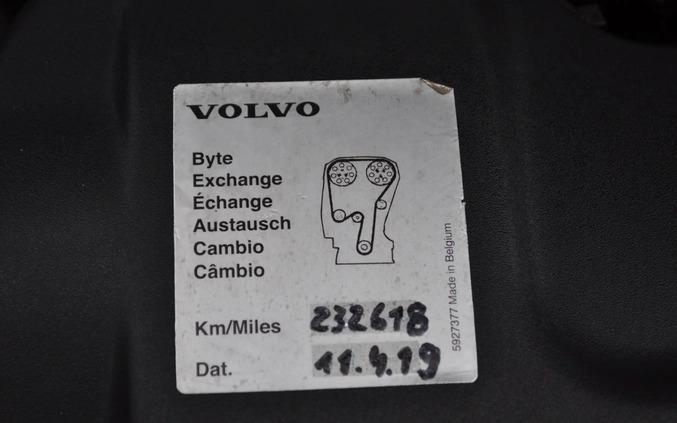 VOLVO
Byte
Exchange
Échange
Austausch
Cambio
Câmbio
Km/Miles 232618
Dat. 11.4.19
5927377 Made in Belgium